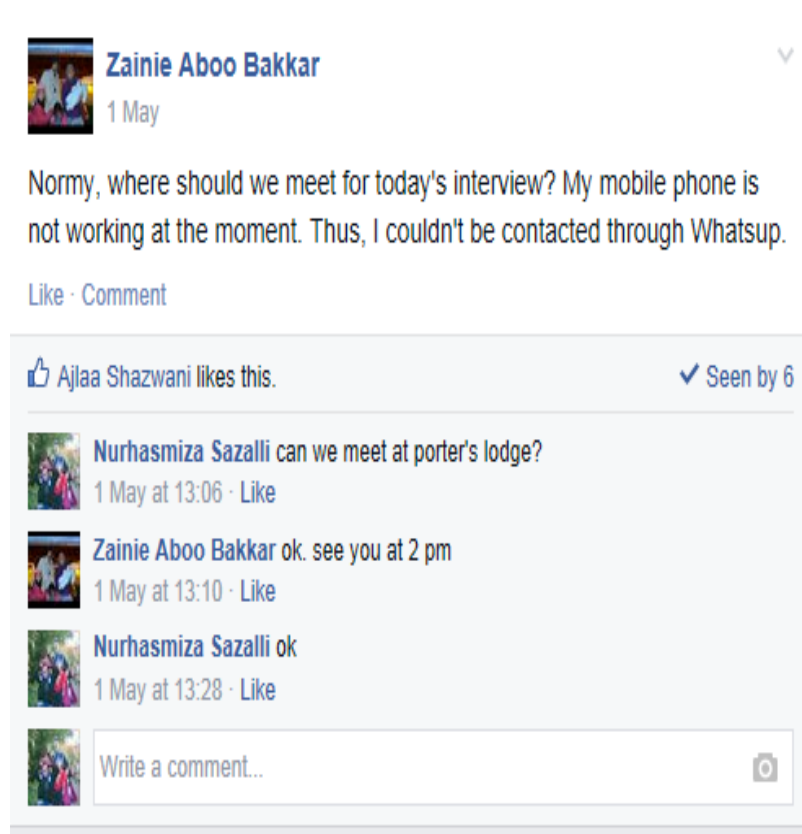 Zainie Aboo Bakkar
1 May
Normy, where should we meet for today's interview? My mobile phone is
not working at the moment. Thus, I couldn't be contacted through Whatsup.
Like · Comment
Ajlaa Shazwani likes this.
Seen by 6
Nurhasmiza Sazalli can we meet at porter's lodge?
1 May at 13:06 · Like
Zainie Aboo Bakkar ok. see you at 2 pm
1 May at 13:10 · Like
Nurhasmiza Sazalli ok
1 May at 13:28 · Like
Write a comment...